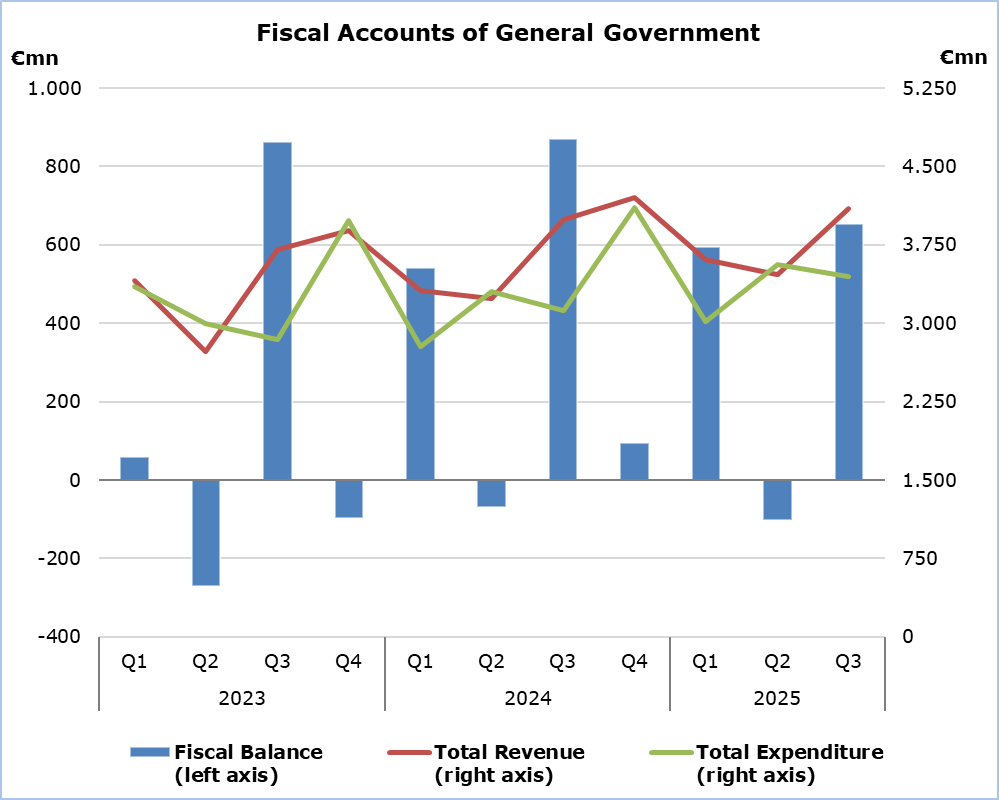 Fiscal Accounts of General Government
€mn
€mn
1.000
800
600
400
200
0
-200
-400
5.250
4.500
3.750
3.000
2.250
1.500
750
0
Q1 Q2 Q3 Q4 Q1 Q2 Q3 Q4 Q1 Q2 Q3
2023 2024 2025
Fiscal Balance
(left axis)
Total Revenue
(right axis)
Total Expenditure
(right axis)